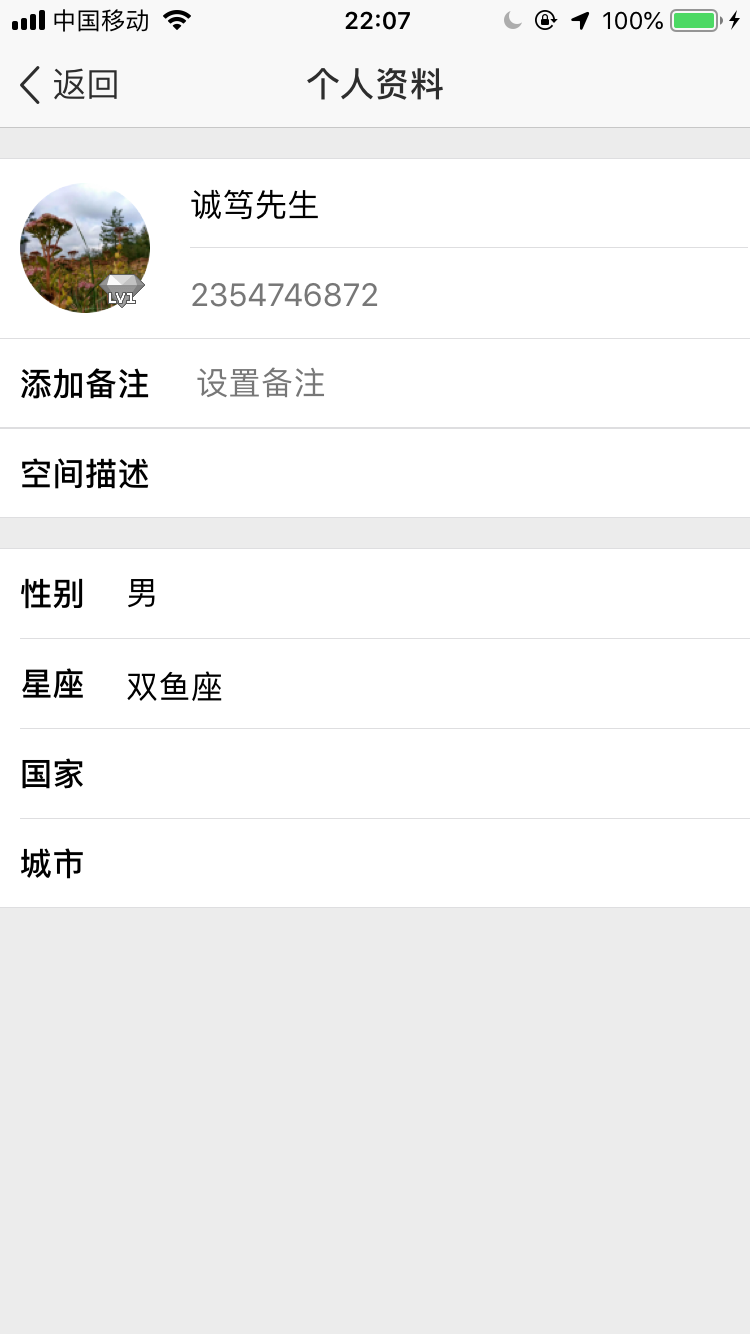 中国移动 22:07 100%
返回 个人资料
诚笃先生
LV1
2354746872
添加备注 设置备注
空间描述
性别 男
星座 双鱼座
国家
城市